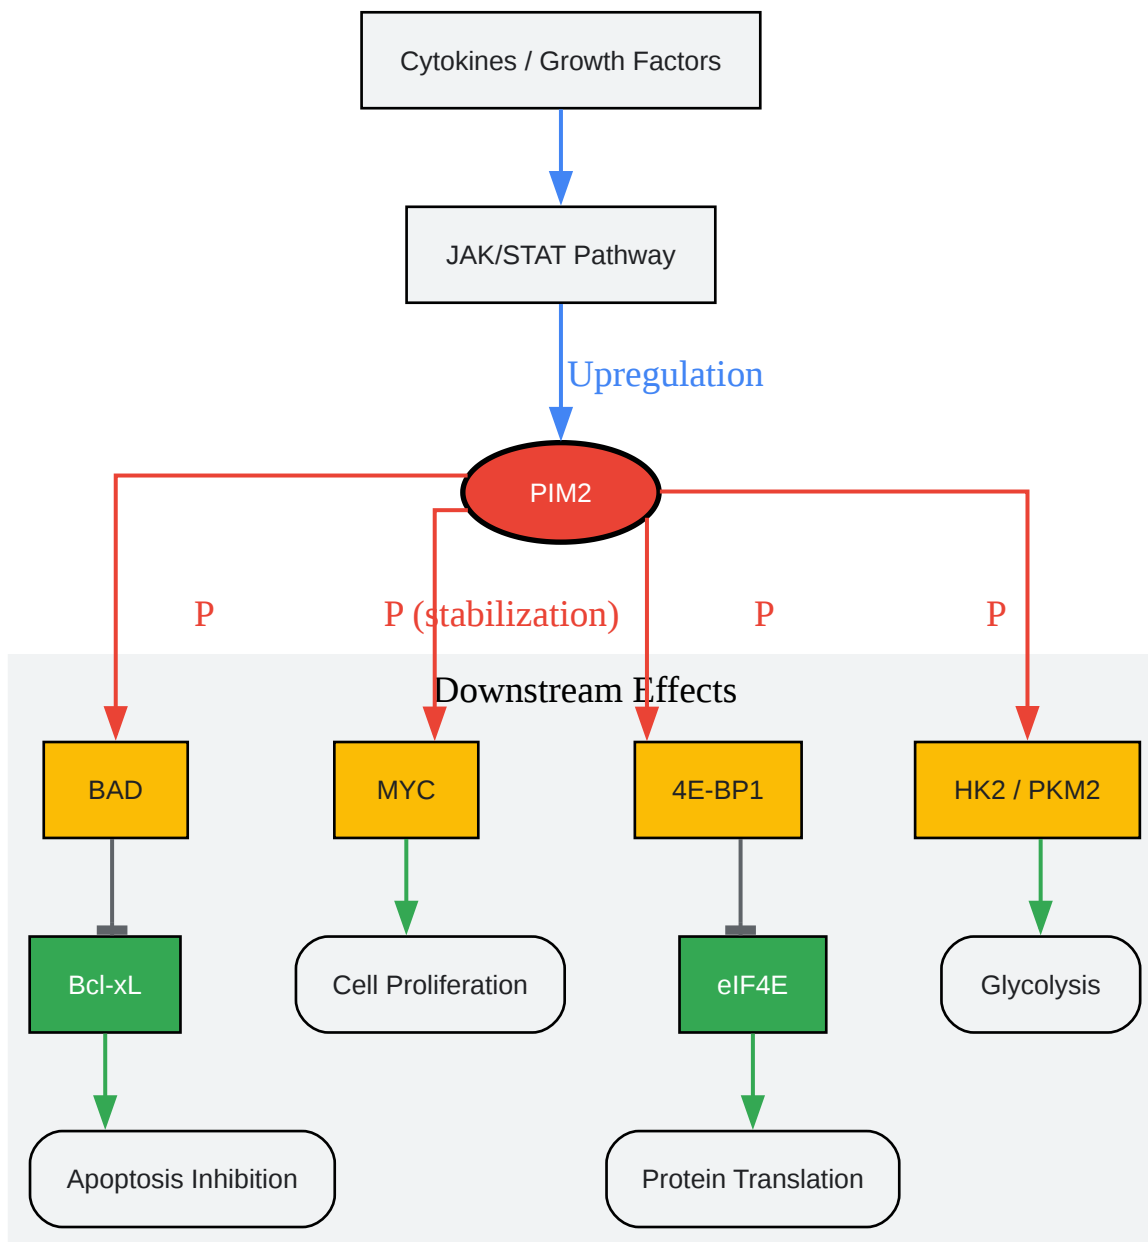 Cytokines / Growth Factors
JAK/STAT Pathway
Upregulation
PIM2
P
P (stabilization)
P
P
Downstream Effects
BAD
MYC
4E-BP1
HK2 / PKM2
Bcl-xL
Cell Proliferation
eIF4E
Glycolysis
Apoptosis Inhibition
Protein Translation